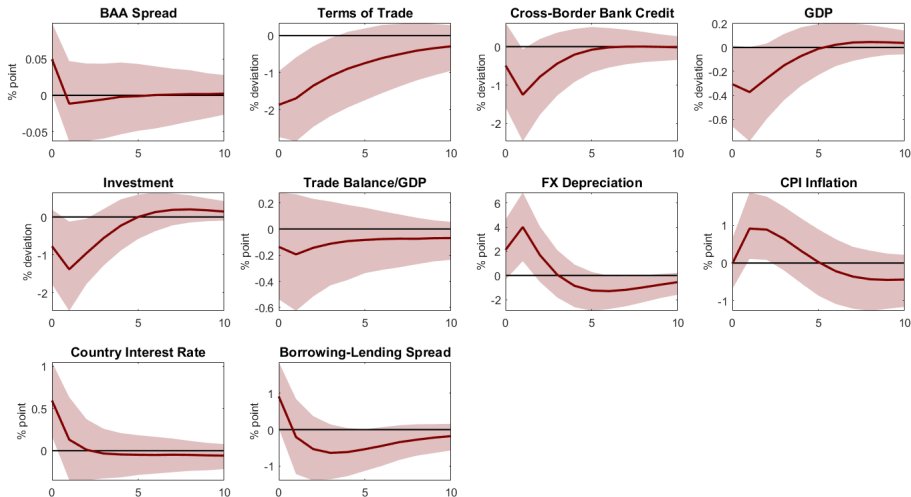 BAA Spread
Terms of Trade
Cross-Border Bank Credit
GDP
% point
0.05
0
-0.05
0 5 10
% deviation
0
-2
0 5 10
% deviation
0
-1
-2
0 5 10
% deviation
0.2
0
-0.2
-0.4
-0.6
0 5 10
Investment
Trade Balance/GDP
FX Depreciation
CPI Inflation
% deviation
0
-1
-2
0 5 10
% point
0.2
0
-0.2
-0.4
-0.6
0 5 10
% point
6
4
2
0
-2
0 5 10
% point
1
0
-1
0 5 10
Country Interest Rate
Borrowing-Lending Spread
% point
1
0.5
0
0 5 10
% point
1
0
-1
0 5 10